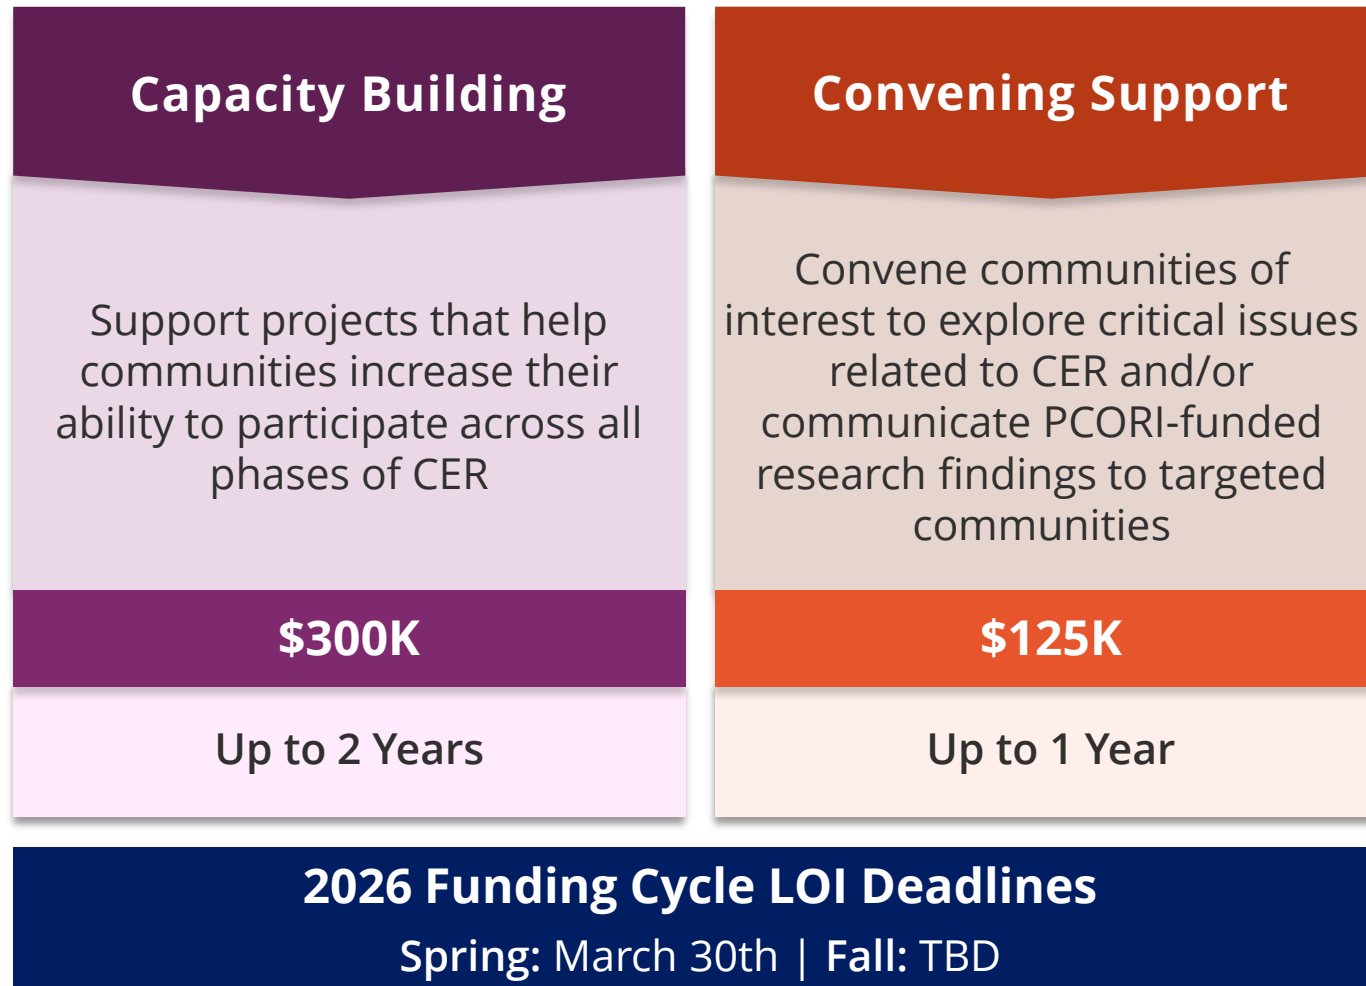 Capacity Building
Support projects that help
communities increase their
ability to participate across all
phases of CER
$300K
Up to 2 Years
Convening Support
Convene communities of
interest to explore critical issues
related to CER and/or
communicate PCORI-funded
research findings to targeted
communities
$125K
Up to 1 Year
2026 Funding Cycle LOI Deadlines
Spring: March 30th | Fall: TBD